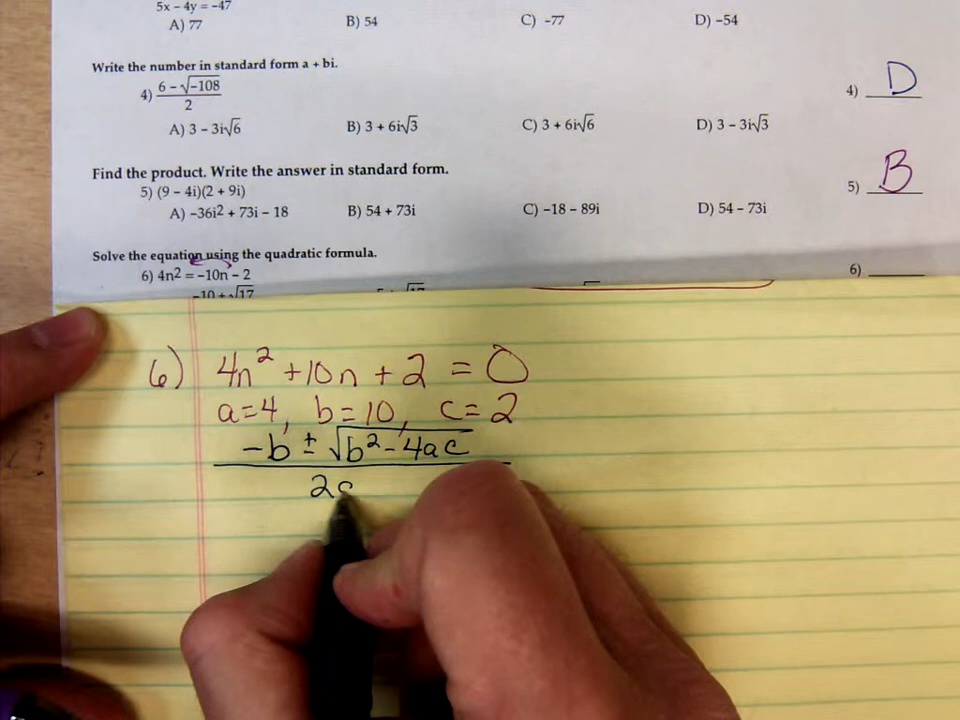 5x - 4y = -47
A) 77 B) 54 C) -77 D) -54
Write the number in standard form a + bi.
4) 6 - √-108 / 2 4) D
A) 3 - 3i√6 B) 3 + 6i√3 C) 3 + 6i√6 D) 3 - 3i√3
Find the product. Write the answer in standard form.
5) (9 - 4i)(2 + 9i) 5) B
A) -36i2 + 73i - 18 B) 54 + 73i C) -18 - 89i D) 54 - 73i
Solve the equation using the quadratic formula.
6) 4n2 = -10n - 2 6)
6) 4n² + 10n + 2 = 0
a = 4, b = 10, c = 2
-b ± √b² - 4ac
2